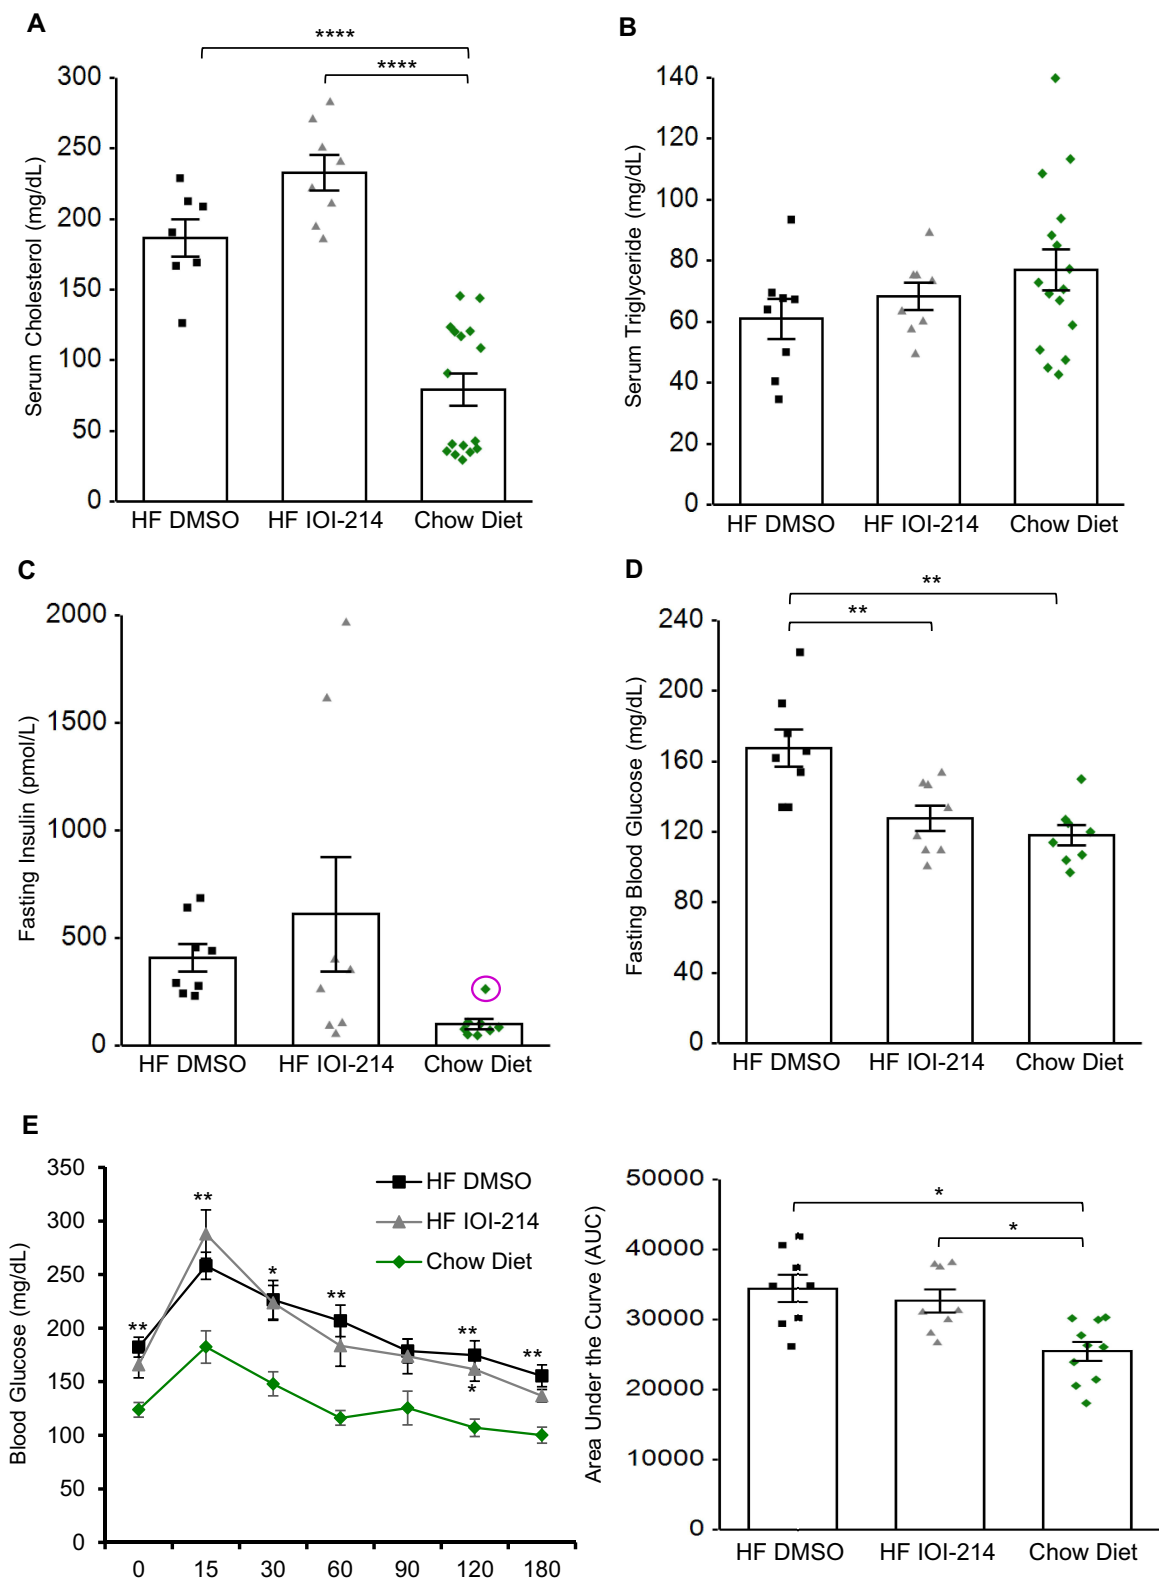 A
****
****
300
250
200
150
100
50
0
Serum Cholesterol (mg/dL)
HF DMSO HF IOI-214 Chow Diet
B
140
120
100
80
60
40
20
0
Serum Triglyceride (mg/dL)
HF DMSO HF IOI-214 Chow Diet
C
2000
1500
1000
500
0
Fasting Insulin (pmol/L)
HF DMSO HF IOI-214 Chow Diet
D
**
**
240
200
160
120
80
40
0
Fasting Blood Glucose (mg/dL)
HF DMSO HF IOI-214 Chow Diet
E
350
300
250
200
150
100
50
0
Blood Glucose (mg/dL)
HF DMSO
HF IOI-214
Chow Diet
**
**
*
**
**
*
**
0 15 30 60 90 120 180
50000
40000
30000
20000
10000
0
Area Under the Curve (AUC)
*
*
HF DMSO HF IOI-214 Chow Diet